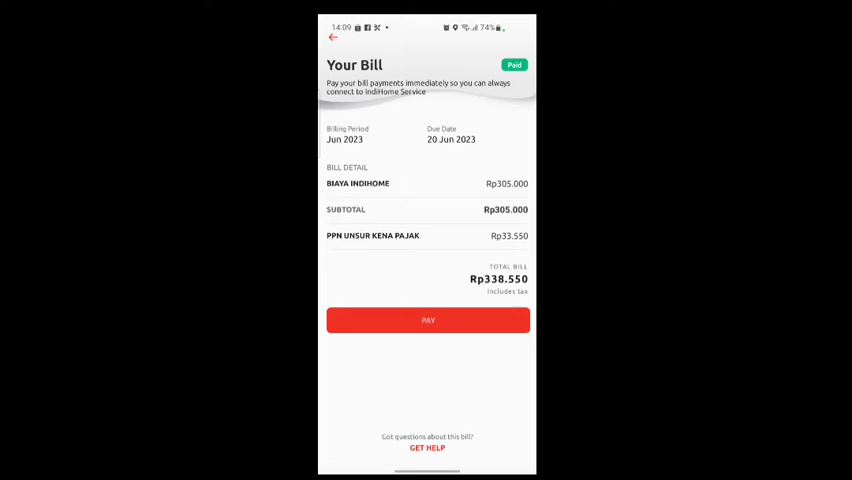 14:09
74%
Your Bill
Paid
Pay your bill payments immediately so you can always
connect to IndiHome Service
Billing Period
Due Date
Jun 2023
20 Jun 2023
BILL DETAIL
BIAYA INDIHOME
Rp305.000
SUBTOTAL
Rp305.000
PPN UNSUR KENA PAJAK
Rp33.550
TOTAL BILL
Rp338.550
Includes tax
PAY
Got questions about this bill?
GET HELP